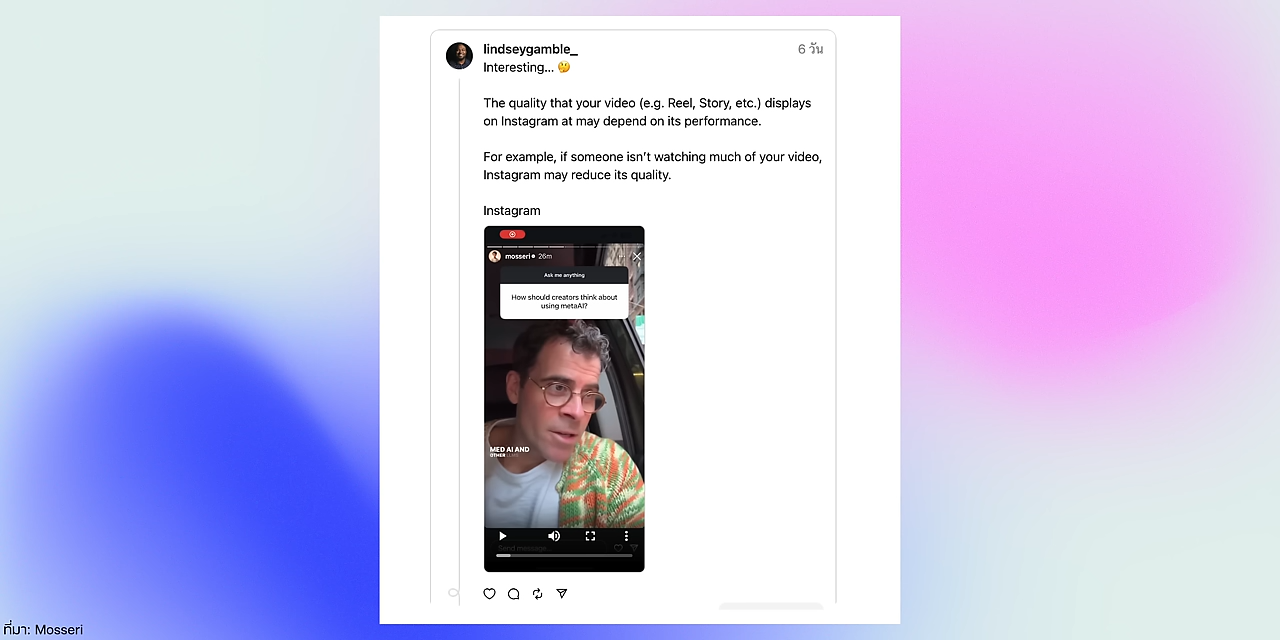 lindseygamble_
6 วัน
Interesting... 🤔
The quality that your video (e.g. Reel, Story, etc.) displays
on Instagram at may depend on its performance.
For example, if someone isn’t watching much of your video,
Instagram may reduce its quality.
Instagram
mosseri 26m
Ask me anything
How should creators think about
using metaAI?
MED AI AND
OTHER
Send message...
ที่มา: Mosseri